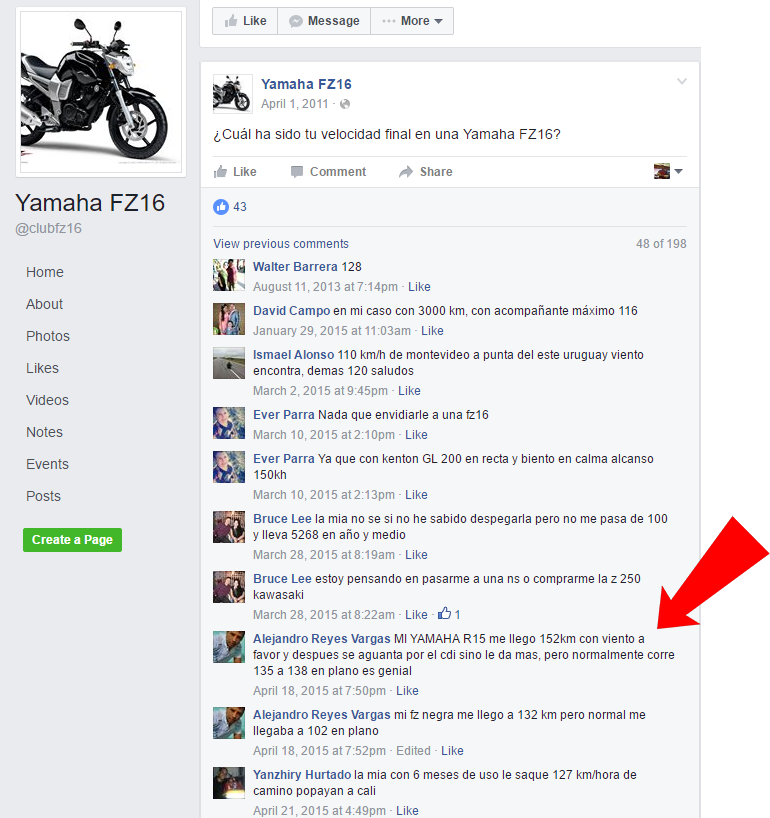 Like Message More
Yamaha FZ16
April 1, 2011 ·
¿Cuál ha sido tu velocidad final en una Yamaha FZ16?
Like Comment Share
43
View previous comments 48 of 198
Walter Barrera 128
August 11, 2013 at 7:14pm · Like
David Campo en mi caso con 3000 km, con acompañante máximo 116
January 29, 2015 at 11:03am · Like
Ismael Alonso 110 km/h de montevideo a punta del este uruguay viento
encontra, demas 120 saludos
March 2, 2015 at 9:45pm · Like
Ever Parra Nada que envidiarle a una fz16
March 10, 2015 at 2:10pm · Like
Ever Parra Ya que con kenton GL 200 en recta y biento en calma alcanso
150kh
March 10, 2015 at 2:13pm · Like
Bruce Lee la mia no se si no he sabido despegarla pero no me pasa de 100
y lleva 5268 en año y medio
March 28, 2015 at 8:19am · Like
Bruce Lee estoy pensando en pasarme a una ns o comprarme la z 250
kawasaki
March 28, 2015 at 8:22am · Like · 1
Alejandro Reyes Vargas MI YAMAHA R15 me llego 152km con viento a
favor y despues se aguanta por el cdi sino le da mas, pero normalmente corre
135 a 138 en plano es genial
April 18, 2015 at 7:50pm · Like
Alejandro Reyes Vargas mi fz negra me llego a 132 km pero normal me
llegaba a 102 en plano
April 18, 2015 at 7:52pm · Edited · Like
Yanzhiry Hurtado la mia con 6 meses de uso le saque 127 km/hora de
camino popayan a cali
April 21, 2015 at 4:49pm · Like
Yamaha FZ16
@clubfz16
Home
About
Photos
Likes
Videos
Notes
Events
Posts
Create a Page